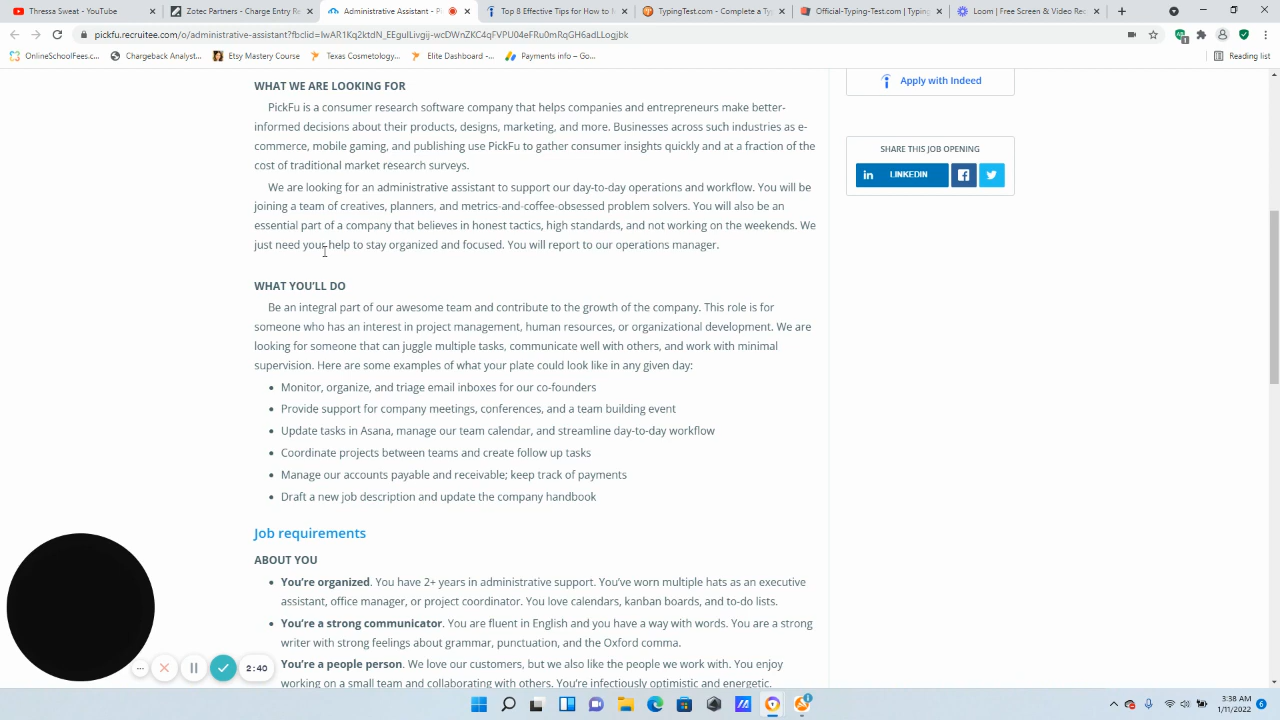 Thressa Sweat - YouTube
Zotec Partners - Charge Entry Re
Administrative Assistant - Pi
Top 8 Effective Tips for How to M
TypingTest.com - Complete a Ty
Official-Typing-Test.com | Typing
Loom | Free Screen & Video Rec
pickfu.recruitee.com/o/administrative-assistant?fbclid=IwAR1Kq2ktdN_EEguILivgij-wcDWnZKC4qFVPU04eFRu0mRqGH6adLLogjbk
OnlineSchoolFees.c...
Chargeback Analyst...
Etsy Mastery Course
Texas Cosmetology...
Elite Dashboard –...
Payments info – Go...
Reading list
WHAT WE ARE LOOKING FOR
PickFu is a consumer research software company that helps companies and entrepreneurs make better-
informed decisions about their products, designs, marketing, and more. Businesses across such industries as e-
commerce, mobile gaming, and publishing use PickFu to gather consumer insights quickly and at a fraction of the
cost of traditional market research surveys.
We are looking for an administrative assistant to support our day-to-day operations and workflow. You will be
joining a team of creatives, planners, and metrics-and-coffee-obsessed problem solvers. You will also be an
essential part of a company that believes in honest tactics, high standards, and not working on the weekends. We
just need your help to stay organized and focused. You will report to our operations manager.
WHAT YOU'LL DO
Be an integral part of our awesome team and contribute to the growth of the company. This role is for
someone who has an interest in project management, human resources, or organizational development. We are
looking for someone that can juggle multiple tasks, communicate well with others, and work with minimal
supervision. Here are some examples of what your plate could look like in any given day:
• Monitor, organize, and triage email inboxes for our co-founders
• Provide support for company meetings, conferences, and a team building event
• Update tasks in Asana, manage our team calendar, and streamline day-to-day workflow
• Coordinate projects between teams and create follow up tasks
• Manage our accounts payable and receivable; keep track of payments
• Draft a new job description and update the company handbook
Job requirements
ABOUT YOU
• You're organized. You have 2+ years in administrative support. You've worn multiple hats as an executive
assistant, office manager, or project coordinator. You love calendars, kanban boards, and to-do lists.
• You're a strong communicator. You are fluent in English and you have a way with words. You are a strong
writer with strong feelings about grammar, punctuation, and the Oxford comma.
• You're a people person. We love our customers, but we also like the people we work with. You enjoy
working on a small team and collaborating with others. You're infectiously optimistic and energetic.
Apply with Indeed
SHARE THIS JOB OPENING
in LINKEDIN
2:40
3:38 AM
1/11/2022
6